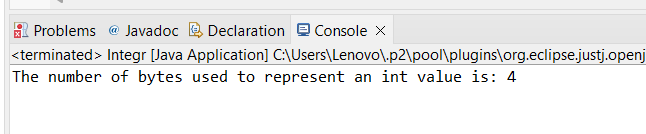 Problems @ Javadoc Declaration Console
<terminated> Integr [Java Application] C:\Users\Lenovo\.p2\pool\plugins\org.eclipse.justj.openj
The number of bytes used to represent an int value is: 4